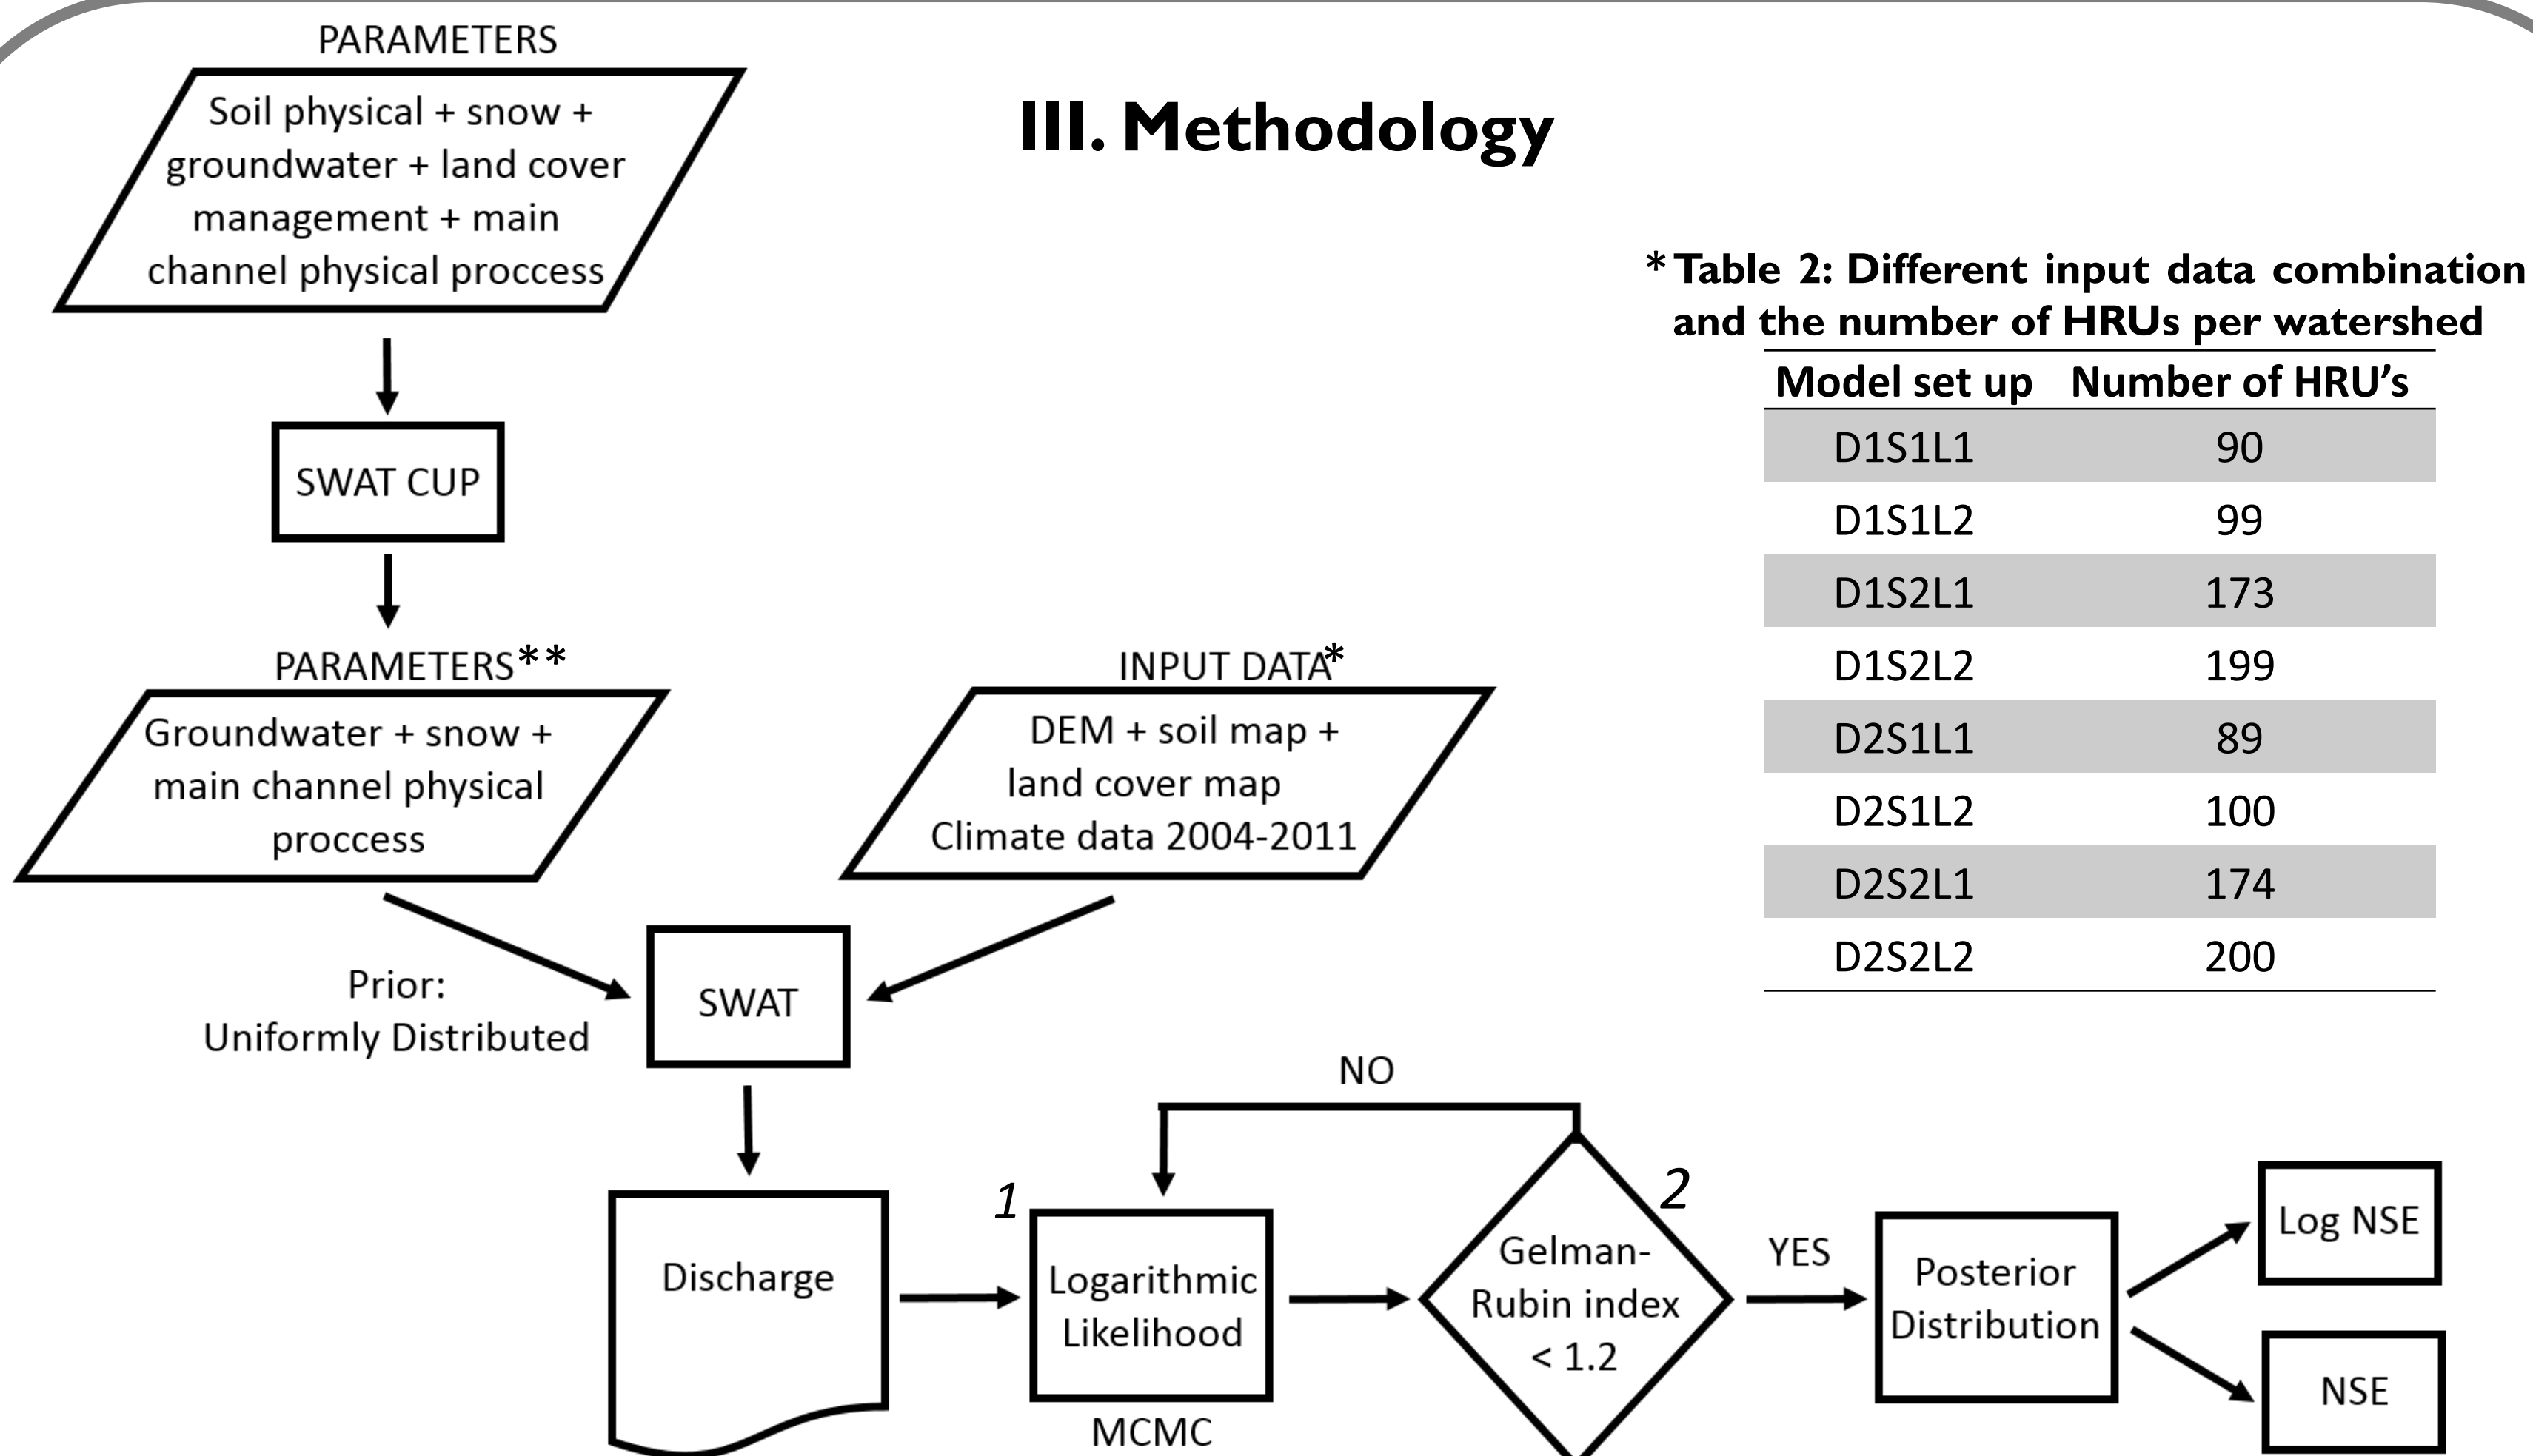 PARAMETERS
Soil physical + snow +
groundwater + land cover
management + main
channel physical proccess
III. Methodology
SWAT CUP
PARAMETERS**
Groundwater + snow +
main channel physical
proccess
INPUT DATA*
DEM + soil map +
land cover map
Climate data 2004-2011
Prior:
Uniformly Distributed
SWAT
* Table 2: Different input data combination
and the number of HRUs per watershed
Model set up Number of HRU’s
D1S1L1 90
D1S1L2 99
D1S2L1 173
D1S2L2 199
D2S1L1 89
D2S1L2 100
D2S2L1 174
D2S2L2 200
NO
Discharge
1
Logarithmic
Likelihood
MCMC
2
Gelman-
Rubin index
< 1.2
YES
Posterior
Distribution
Log NSE
NSE